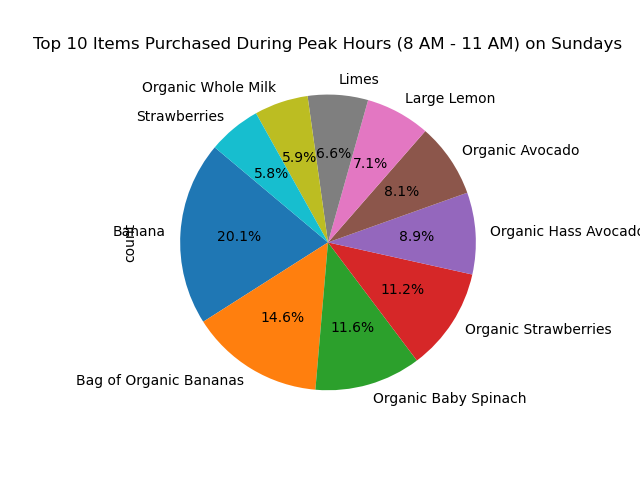 Top 10 Items Purchased During Peak Hours (8 AM - 11 AM) on Sundays
Limes
Organic Whole Milk
Large Lemon
Strawberries
Organic Avocado
5.9%
6.6%
7.1%
5.8%
8.1%
Banana
count
20.1%
8.9%
Organic Hass Avocado
11.2%
14.6%
11.6%
Organic Strawberries
Bag of Organic Bananas
Organic Baby Spinach